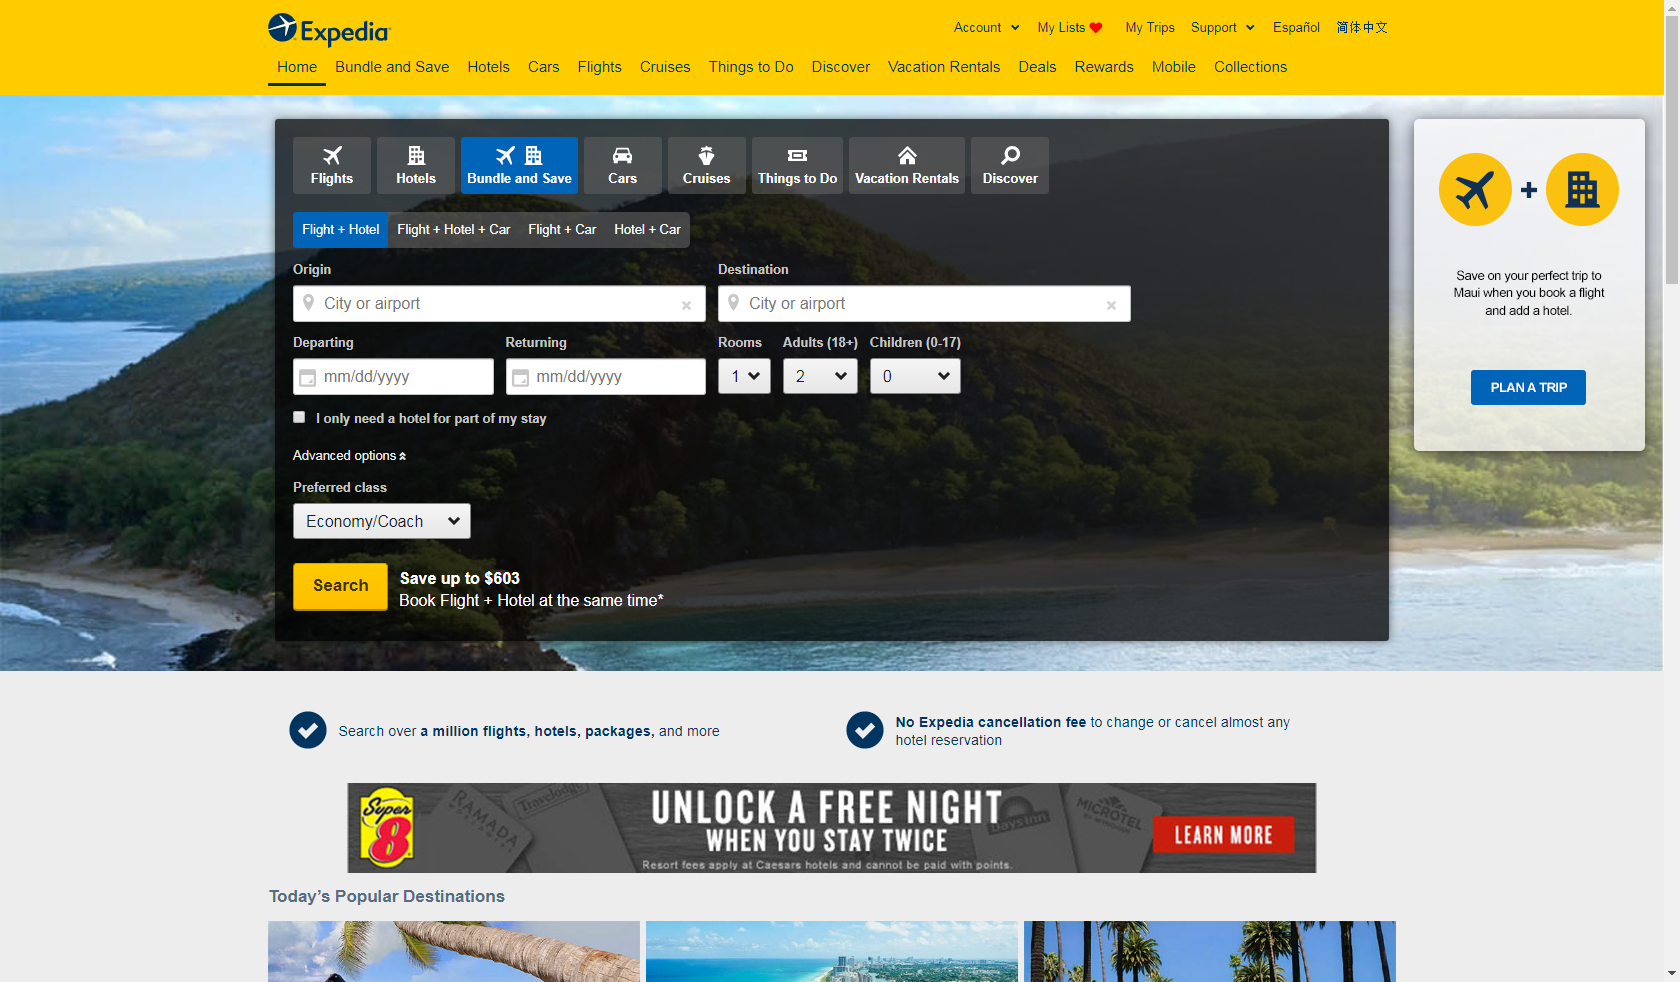 Expedia
Account
My Lists
My Trips
Support
Español
简体中文
Home
Bundle and Save
Hotels
Cars
Flights
Cruises
Things to Do
Discover
Vacation Rentals
Deals
Rewards
Mobile
Collections
Flights
Hotels
Bundle and Save
Cars
Cruises
Things to Do
Vacation Rentals
Discover
Flight + Hotel
Flight + Hotel + Car
Flight + Car
Hotel + Car
Origin
Destination
City or airport
City or airport
Departing
Returning
Rooms
Adults (18+)
Children (0-17)
mm/dd/yyyy
mm/dd/yyyy
1
2
0
I only need a hotel for part of my stay
Advanced options
Preferred class
Economy/Coach
Search
Save up to $603
Book Flight + Hotel at the same time*
+
Save on your perfect trip to
Maui when you book a flight
and add a hotel.
PLAN A TRIP
Search over a million flights, hotels, packages, and more
No Expedia cancellation fee to change or cancel almost any
hotel reservation
Super
8
RAMADA
Travelodge
UNLOCK A FREE NIGHT
WHEN YOU STAY TWICE
Resort fees apply at Caesars hotels and cannot be paid with points.
Days Inn
MICROTEL
BY WYNDHAM
LEARN MORE
Today’s Popular Destinations